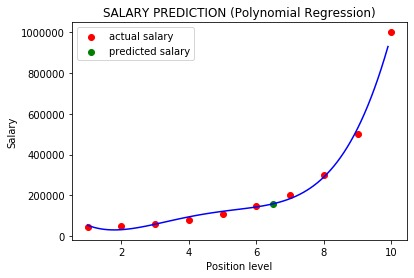 SALARY PREDICTION (Polynomial Regression)
actual salary
predicted salary
1000000
800000
600000
400000
200000
0
Salary
2
4
6
8
10
Position level